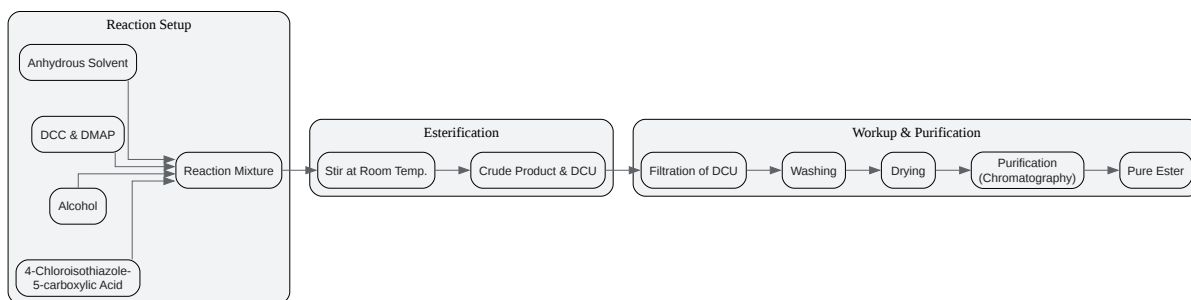 Reaction Setup
Anhydrous Solvent
DCC & DMAP
Alcohol
4-Chloroisothiazole-
5-carboxylic Acid
Reaction Mixture
Esterification
Stir at Room Temp.
Crude Product & DCU
Workup & Purification
Filtration of DCU
Washing
Drying
Purification
(Chromatography)
Pure Ester